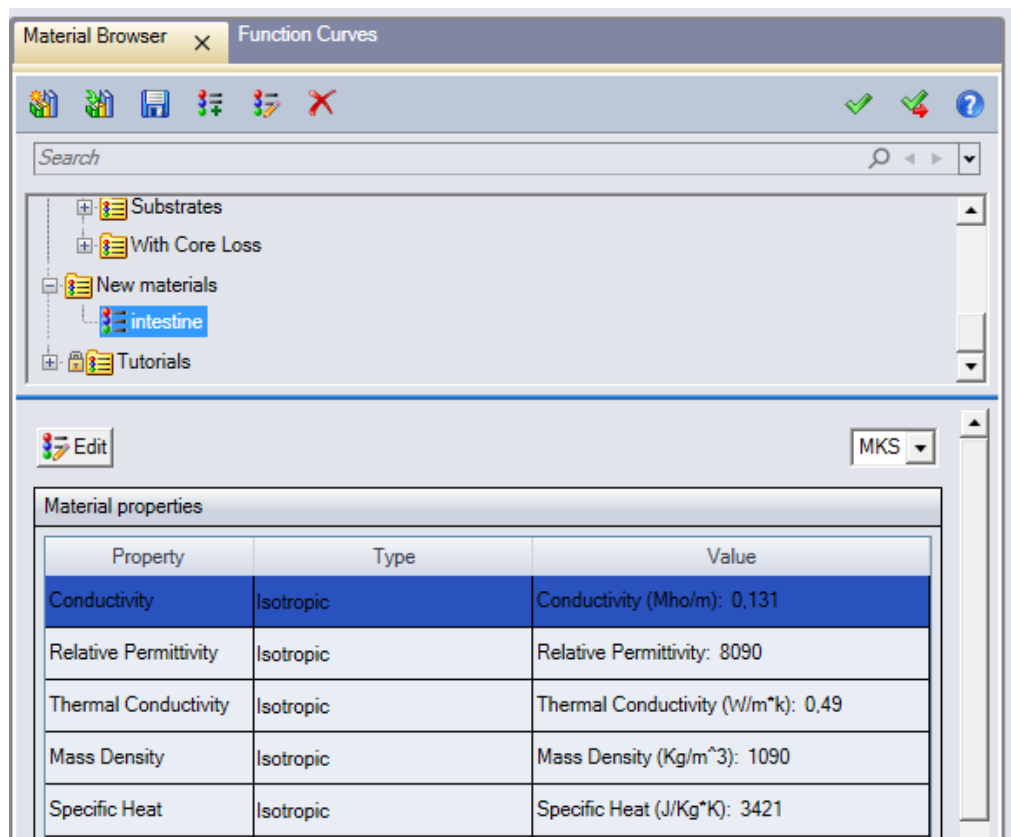 Material Browser Function Curves
Search
Substrates
With Core Loss
New materials
intestine
Tutorials
Edit MKS
Material properties
Property Type Value
Conductivity Isotropic Conductivity (Mho/m): 0,131
Relative Permittivity Isotropic Relative Permittivity: 8090
Thermal Conductivity Isotropic Thermal Conductivity (W/m*k): 0,49
Mass Density Isotropic Mass Density (Kg/m^3): 1090
Specific Heat Isotropic Specific Heat (J/Kg*K): 3421